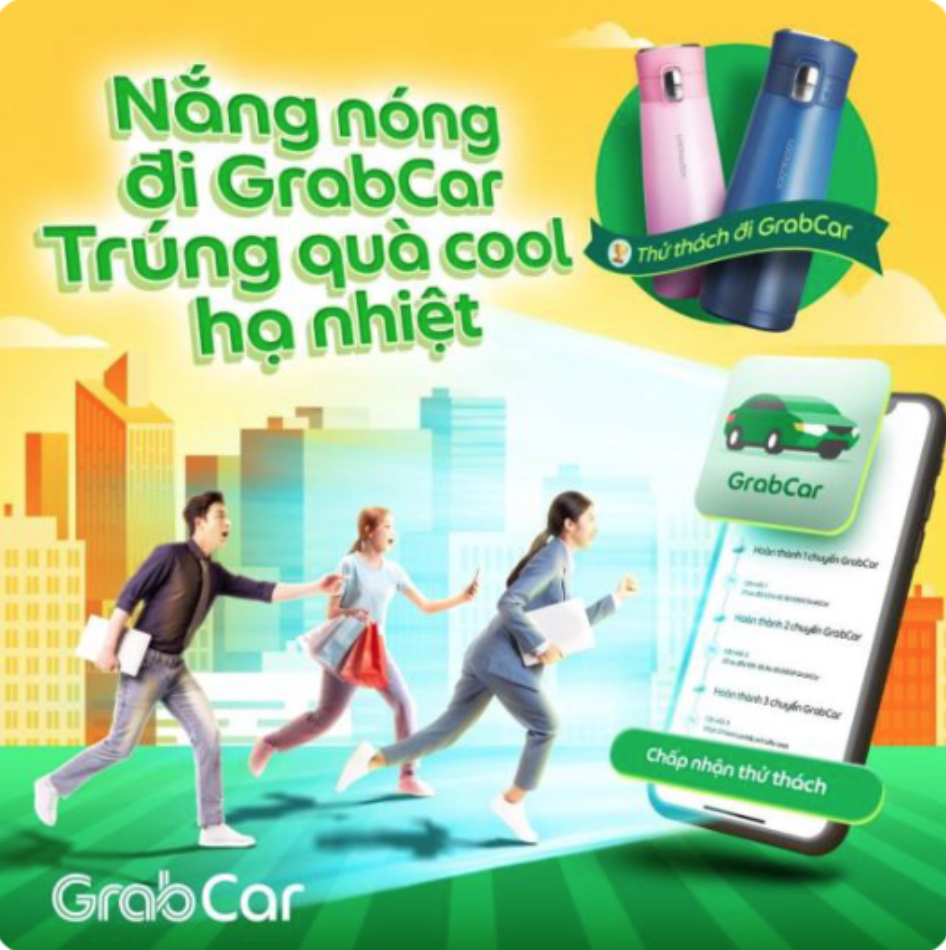 Nắng nóng
đi GrabCar
Trúng quà cool
hạ nhiệt
Thử thách đi GrabCar
GrabCar
Hoàn thành 1 chuyến GrabCar
Hoàn thành 2 chuyến GrabCar
Hoàn thành 3 chuyến GrabCar
Chấp nhận thử thách
GrabCar